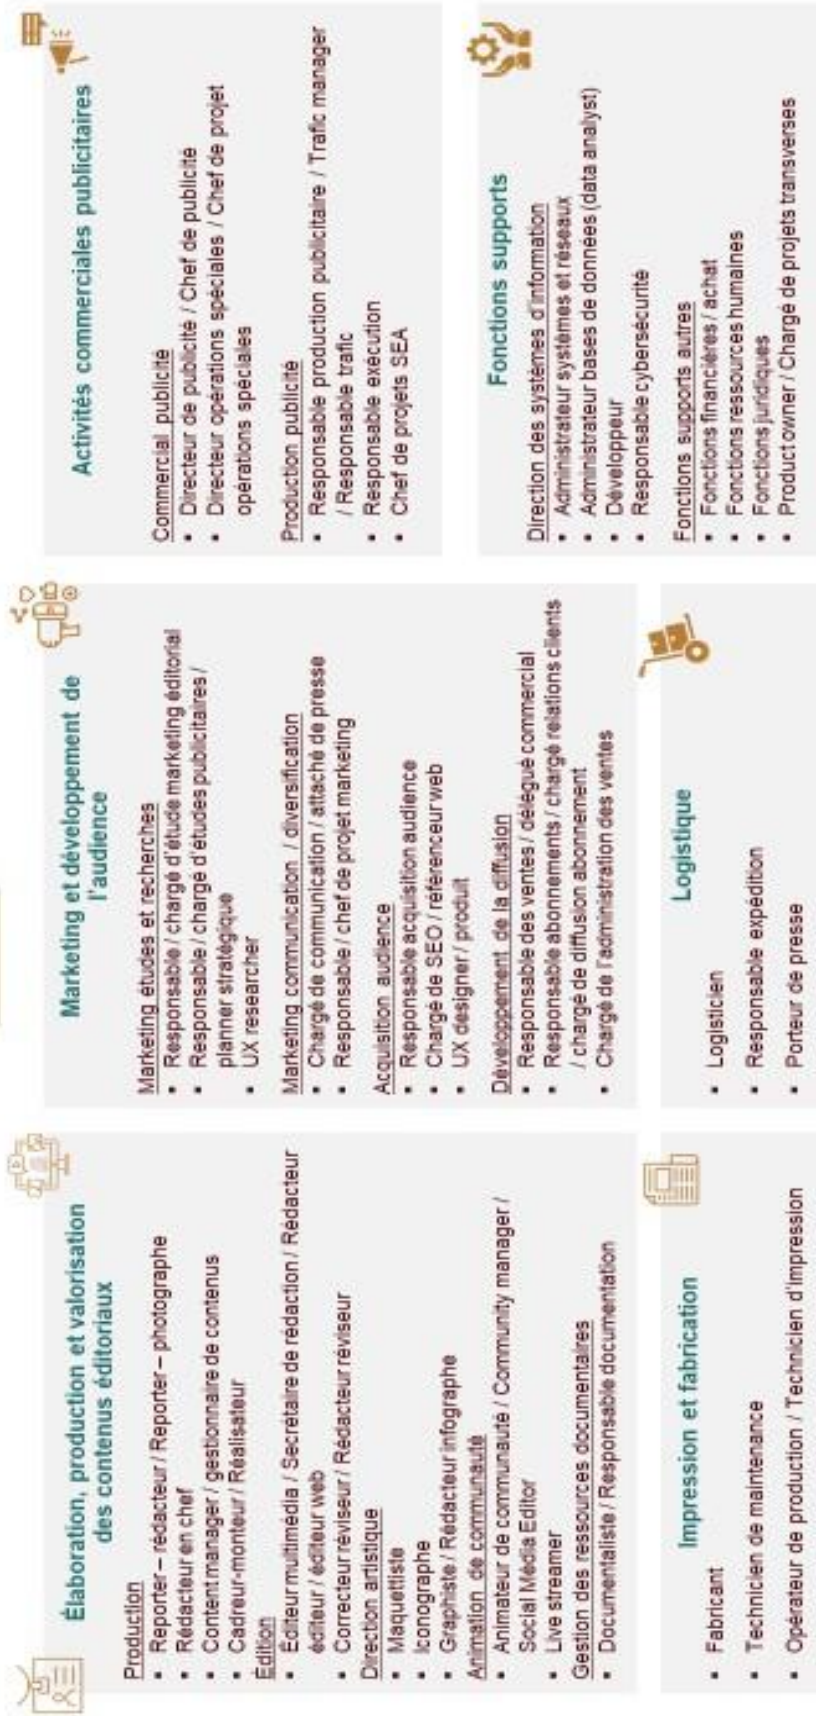 Élaboration, production et valorisation
des contenus éditoriaux
Production
▪ Reporter – rédacteur / Reporter – photographe
▪ Rédacteur en chef
▪ Content manager / gestionnaire de contenus
▪ Cadreur-monteur / Réalisateur
Édition
▪ Éditeur multimédia / Secrétaire de rédaction / Rédacteur
éditeur / éditeur web
▪ Correcteur réviseur / Rédacteur réviseur
Direction artistique
▪ Maquettiste
▪ Iconographe
▪ Graphiste / Rédacteur infographe
Animation de communauté
▪ Animateur de communauté / Community manager /
Social Média Editor
▪ Live streamer
Gestion des ressources documentaires
▪ Documentaliste / Responsable documentation
Marketing et développement de
l'audience
Marketing études et recherches
▪ Responsable / chargé d'étude marketing éditorial
▪ Responsable / chargé d'études publicitaires /
planner stratégique
▪ UX researcher
Marketing communication / diversification
▪ Chargé de communication / attaché de presse
▪ Responsable / chef de projet marketing
Acquisition audience
▪ Responsable acquisition audience
▪ Chargé de SEO / référenceur web
▪ UX designer / produit
Développement de la diffusion
▪ Responsable des ventes / délégué commercial
▪ Responsable abonnements / chargé relations clients
/ chargé de diffusion abonnement
▪ Chargé de l'administration des ventes
Activités commerciales publicitaires
Commercial publicité
▪ Directeur de publicité / Chef de publicité
▪ Directeur opérations spéciales / Chef de projet
opérations spéciales
Production publicité
▪ Responsable production publicitaire / Trafic manager
/ Responsable trafic
▪ Responsable exécution
▪ Chef de projets SEA
Fonctions supports
Direction des systèmes d'information
▪ Administrateur systèmes et réseaux
▪ Administrateur bases de données (data analyst)
▪ Développeur
▪ Responsable cybersécurité
Fonctions supports autres
▪ Fonctions financières / achat
▪ Fonctions ressources humaines
▪ Fonctions juridiques
▪ Product owner / Chargé de projets transverses
Impression et fabrication
▪ Fabricant
▪ Technicien de maintenance
▪ Opérateur de production / Technicien d'impression
Logistique
▪ Logisticien
▪ Responsable expédition
▪ Porteur de presse